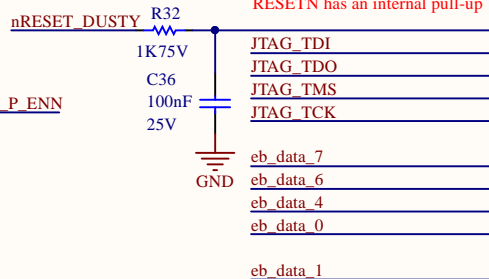 RESETN has an internal pull-up
nRESET_DUSTY
R32
1K75V
JTAG_TDI
JTAG_TDO
JTAG_TMS
JTAG_TCK
C36
100nF
25V
_P_ENN
GND
eb_data_7
eb_data_6
eb_data_4
eb_data_0
eb_data_1